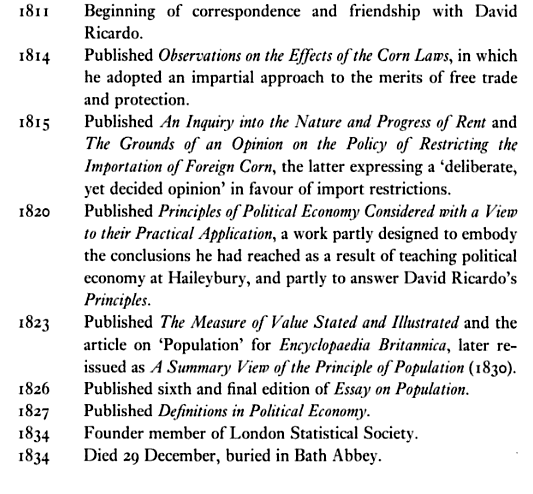 1811 Beginning of correspondence and friendship with David
Ricardo.
1814 Published Observations on the Effects of the Corn Laws, in which
he adopted an impartial approach to the merits of free trade
and protection.
1815 Published An Inquiry into the Nature and Progress of Rent and
The Grounds of an Opinion on the Policy of Restricting the
Importation of Foreign Corn, the latter expressing a ‘deliberate,
yet decided opinion’ in favour of import restrictions.
1820 Published Principles of Political Economy Considered with a View
to their Practical Application, a work partly designed to embody
the conclusions he had reached as a result of teaching political
economy at Haileybury, and partly to answer David Ricardo’s
Principles.
1823 Published The Measure of Value Stated and Illustrated and the
article on ‘Population’ for Encyclopaedia Britannica, later re-
issued as A Summary View of the Principle of Population (1830).
1826 Published sixth and final edition of Essay on Population.
1827 Published Definitions in Political Economy.
1834 Founder member of London Statistical Society.
1834 Died 29 December, buried in Bath Abbey.